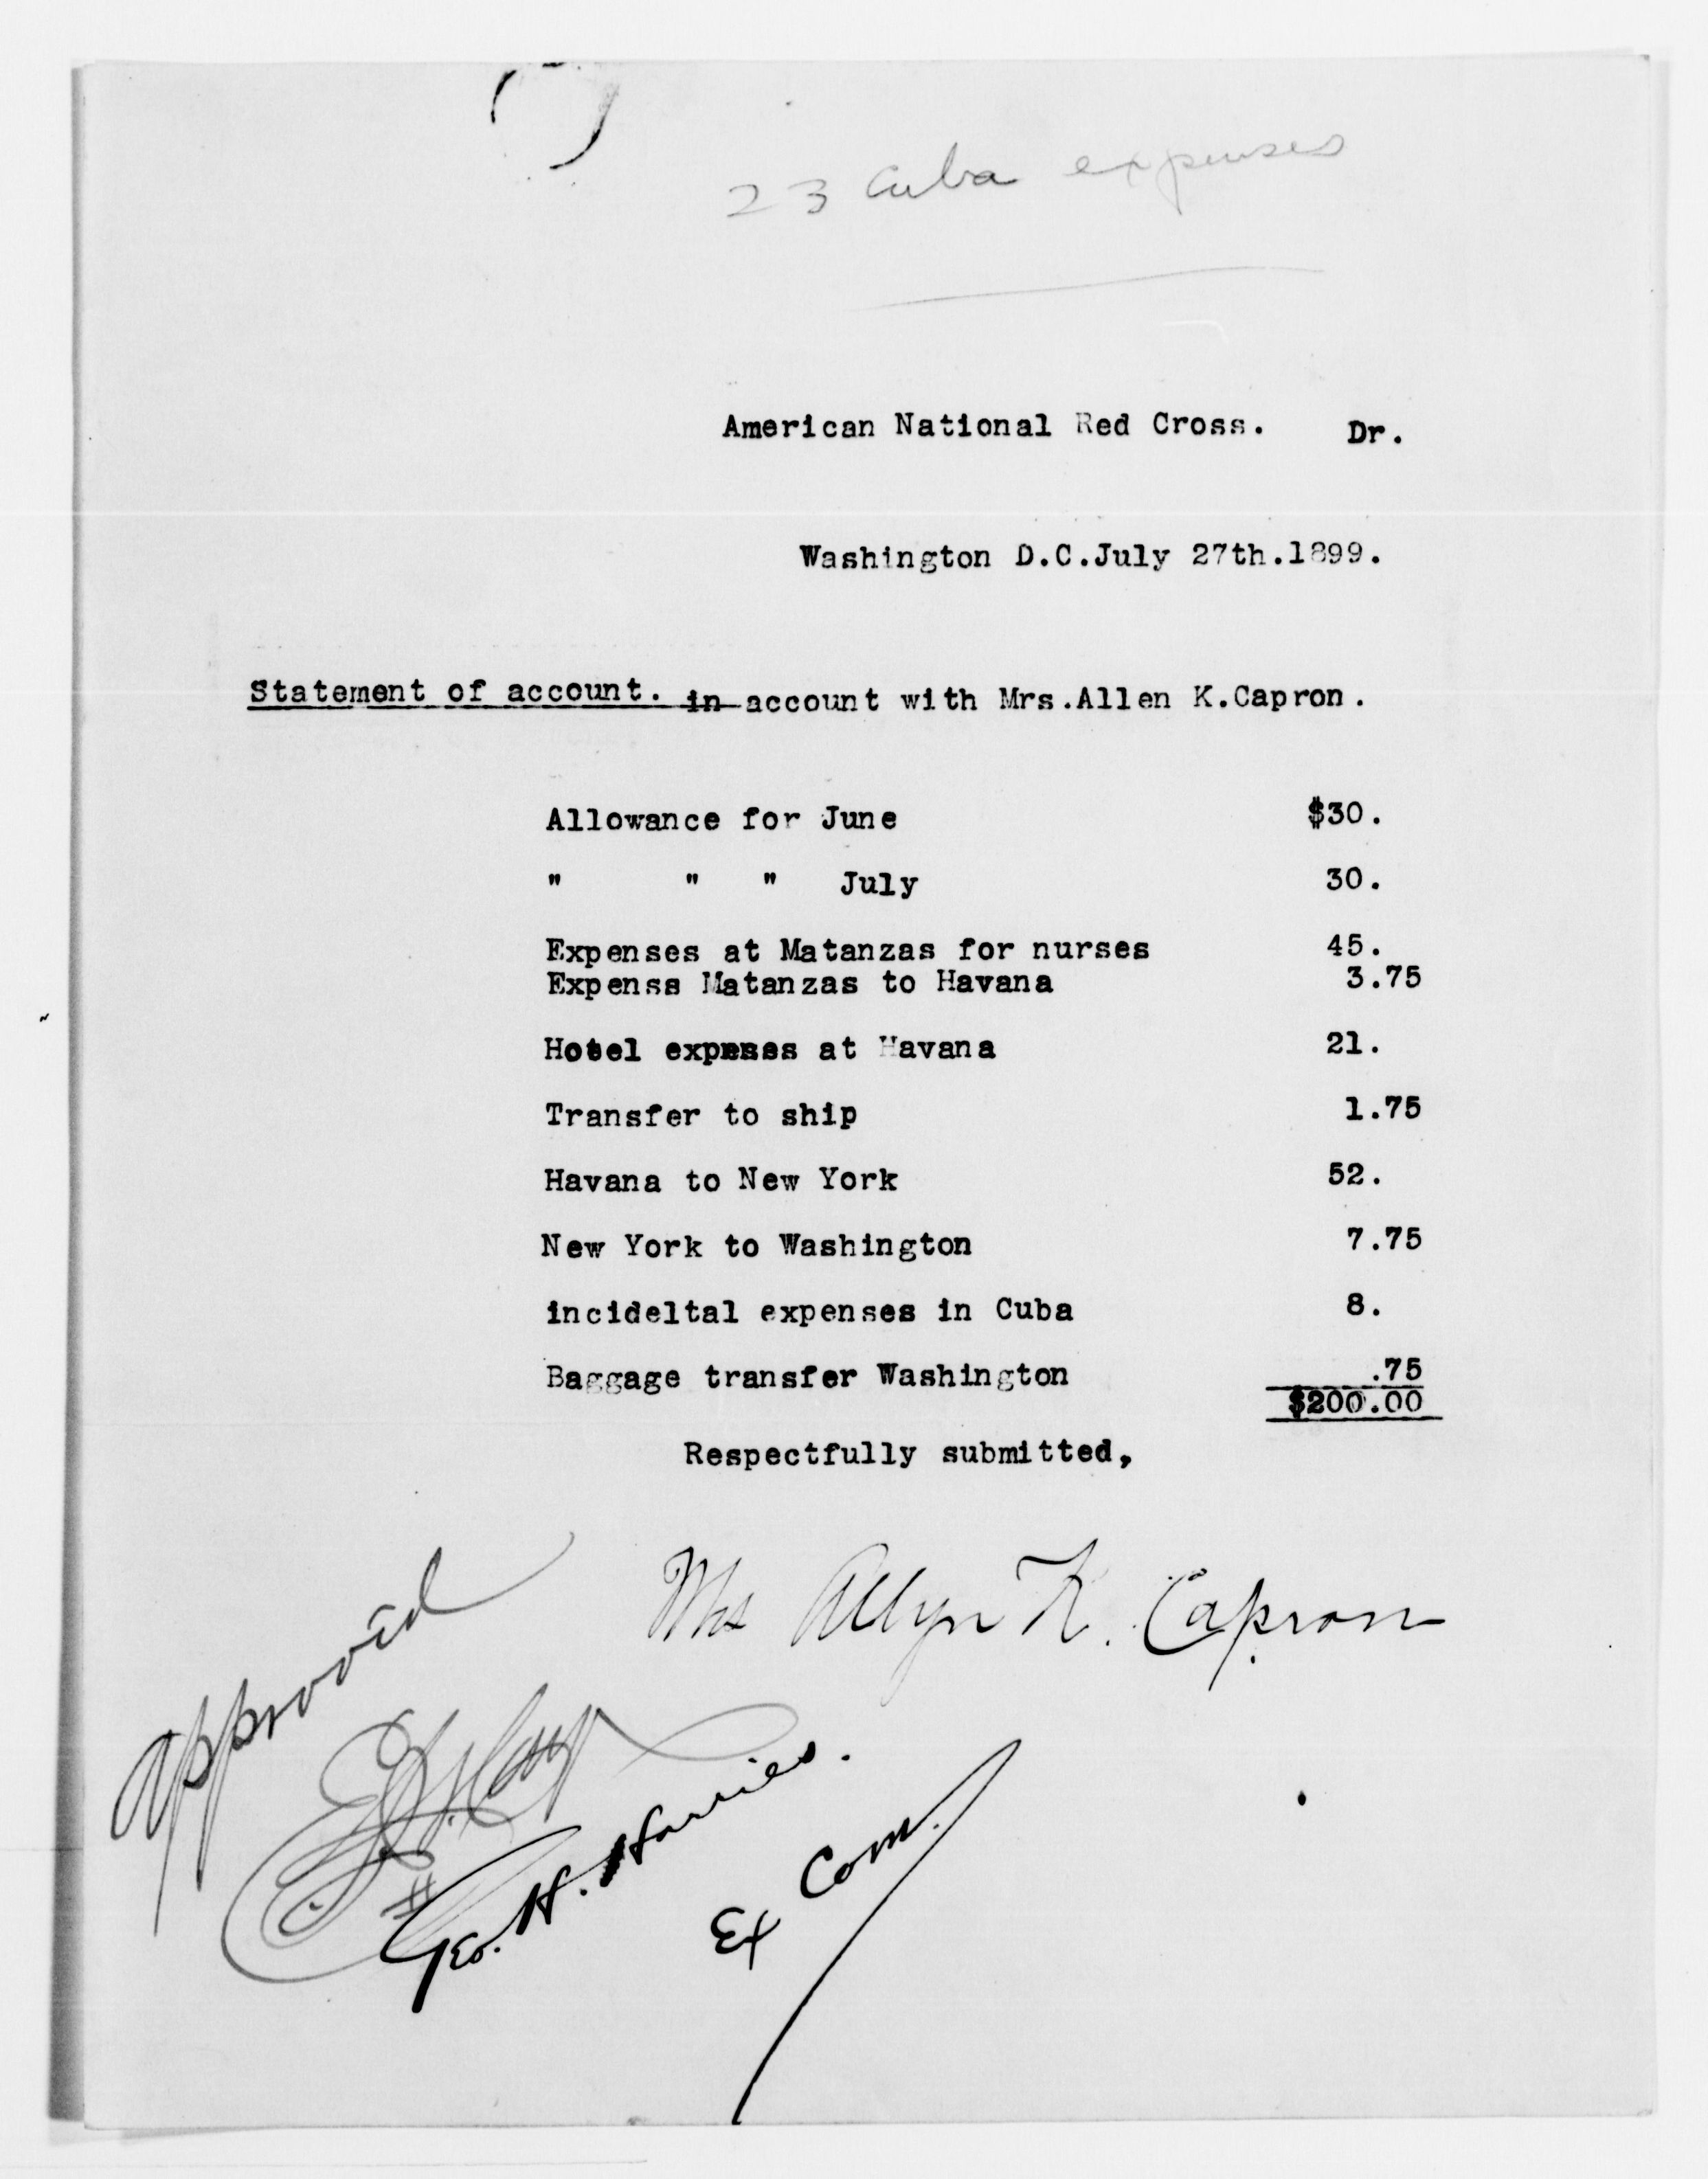 23 Cuba expenses
American National Red Cross. Dr.
Washington D.C.July 27th.1899.
Statement of account. in account with Mrs.Allen K.Capron.
Allowance for June $30.
" " " July 30.
Expenses at Matanzas for nurses 45.
Expenss Matanzas to Havana 3.75
Hotel expnses at Havana 21.
Transfer to ship 1.75
Havana to New York 52.
New York to Washington 7.75
incideltal expenses in Cuba 8.
Baggage transfer Washington .75
$200.00
Respectfully submitted,
Mrs Allyn K. Capron
approved
Geo. H. Harries.
Ex Com.